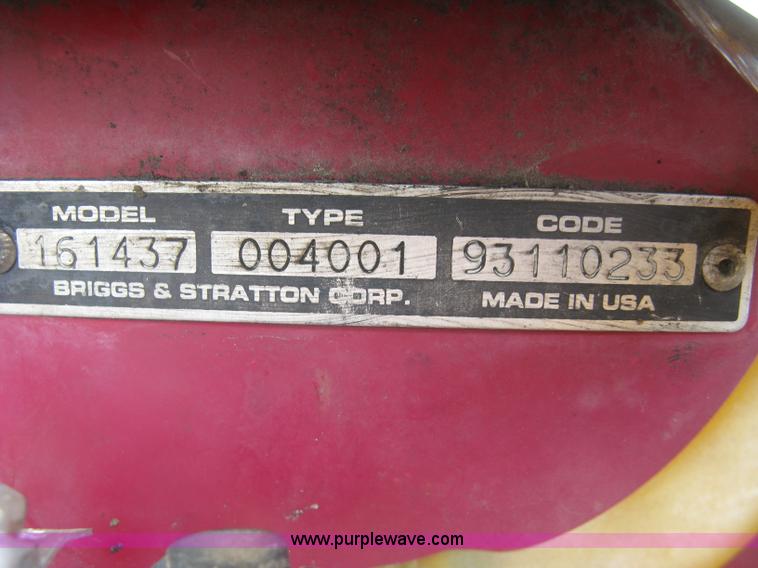 MODEL TYPE CODE
161437 004001 93110233
BRIGGS & STRATTON CORP. MADE IN USA
www.purplewave.com